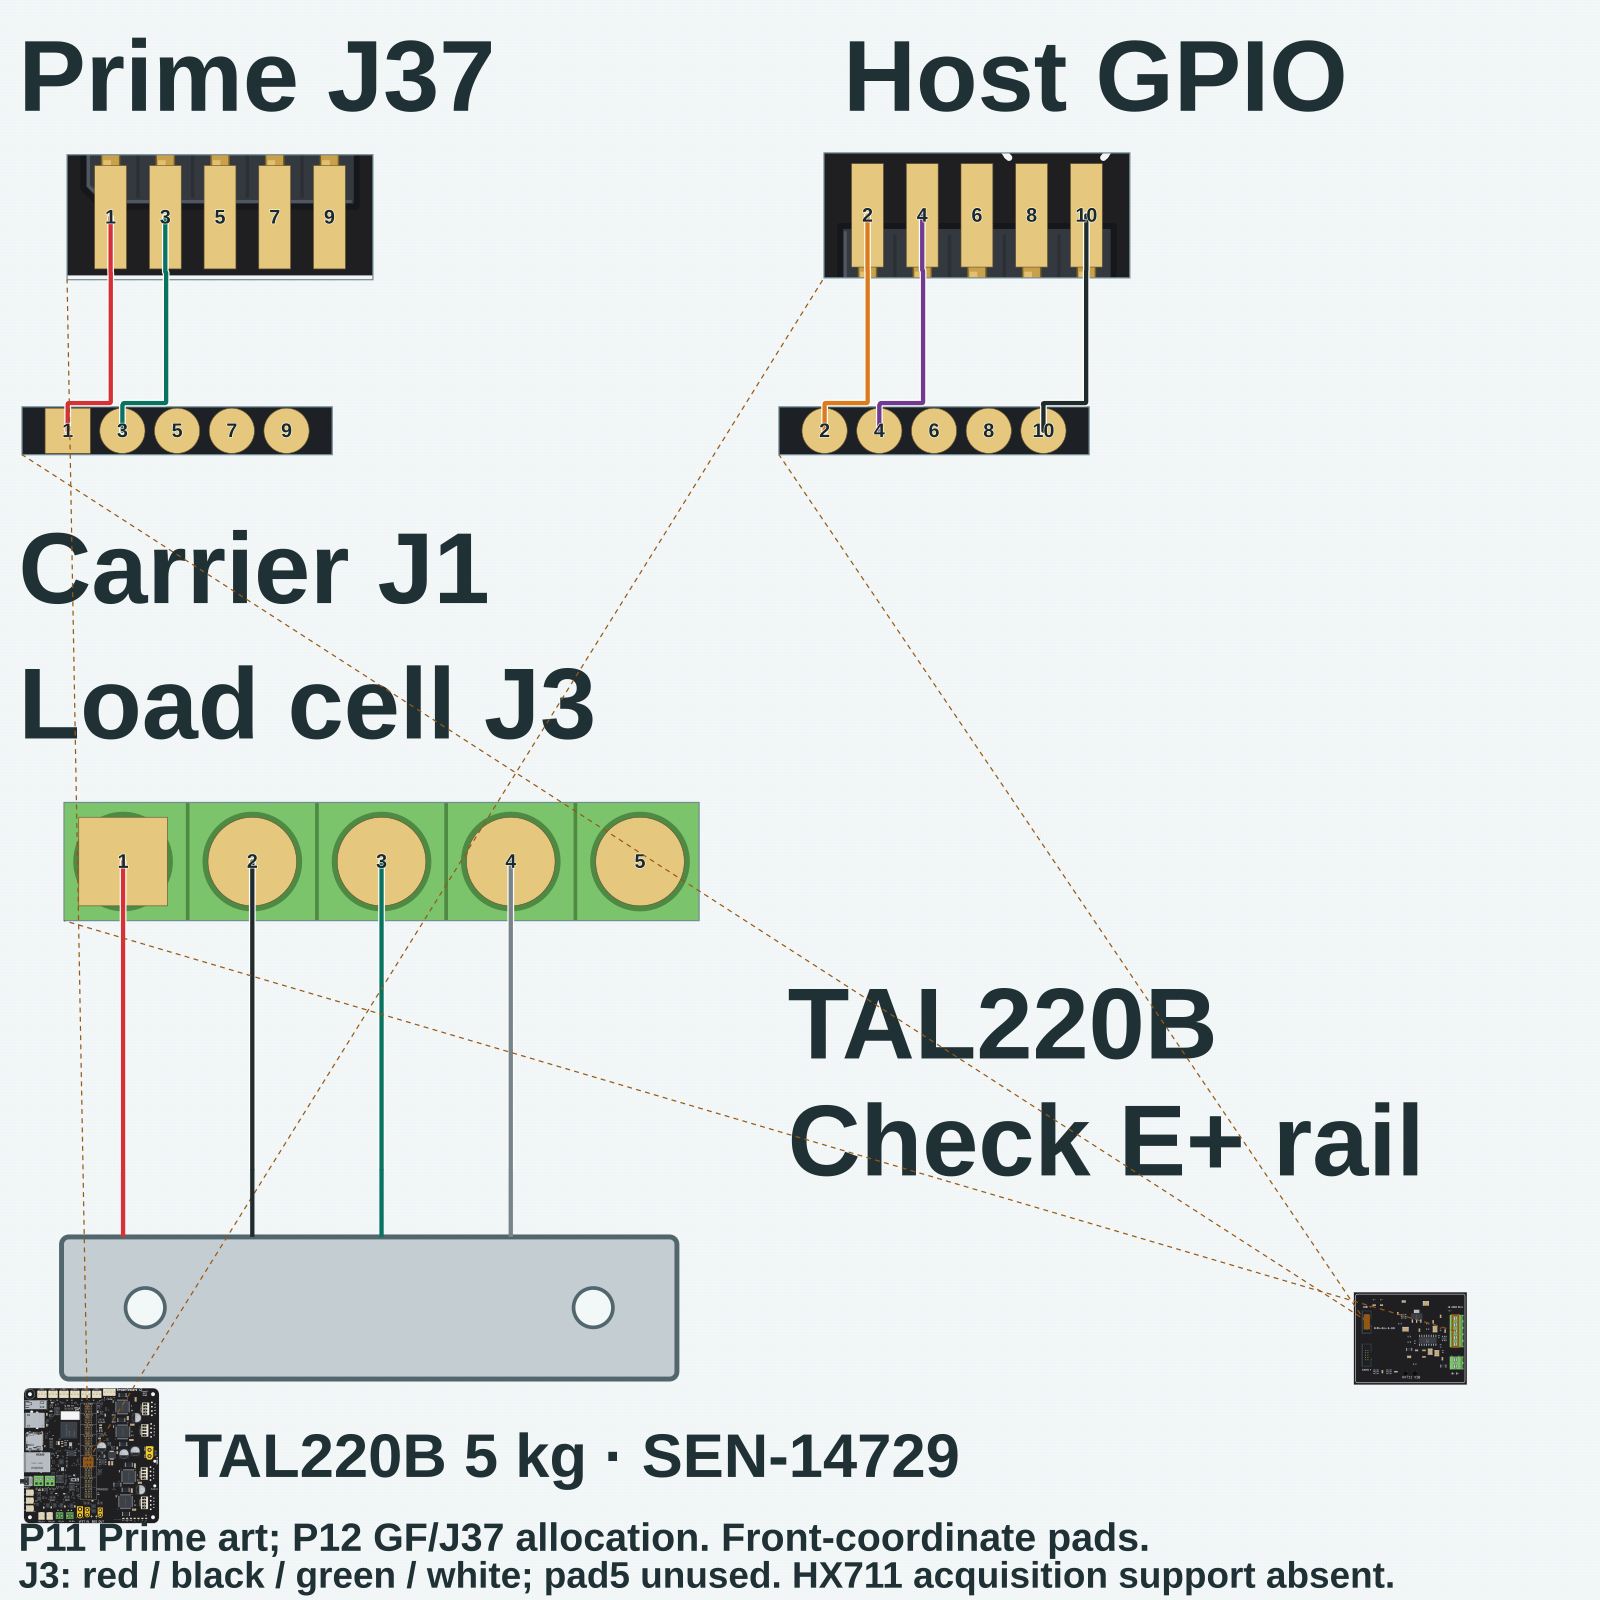 Prime J37
Host GPIO
1 3 5 7 9
2 4 6 8 10
1 3 5 7 9
2 4 6 8 10
Carrier J1
Load cell J3
1 2 3 4 5
TAL220B
Check E+ rail
TAL220B 5 kg · SEN-14729
P11 Prime art; P12 GF/J37 allocation. Front-coordinate pads.
J3: red / black / green / white; pad5 unused. HX711 acquisition support absent.